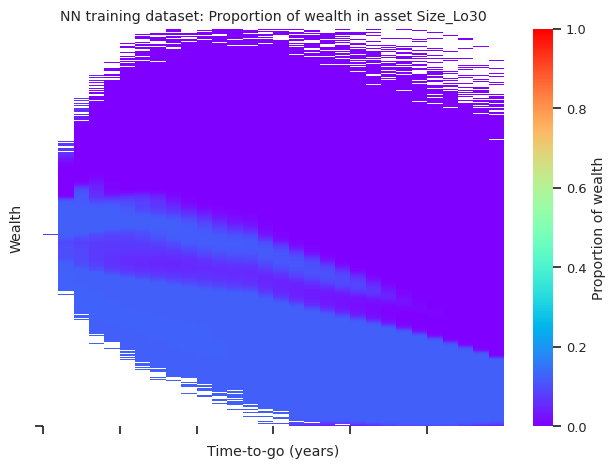 NN training dataset: Proportion of wealth in asset Size_Lo30
Wealth
Time-to-go (years)
1.0
0.8
0.6
0.4
0.2
0.0
Proportion of wealth